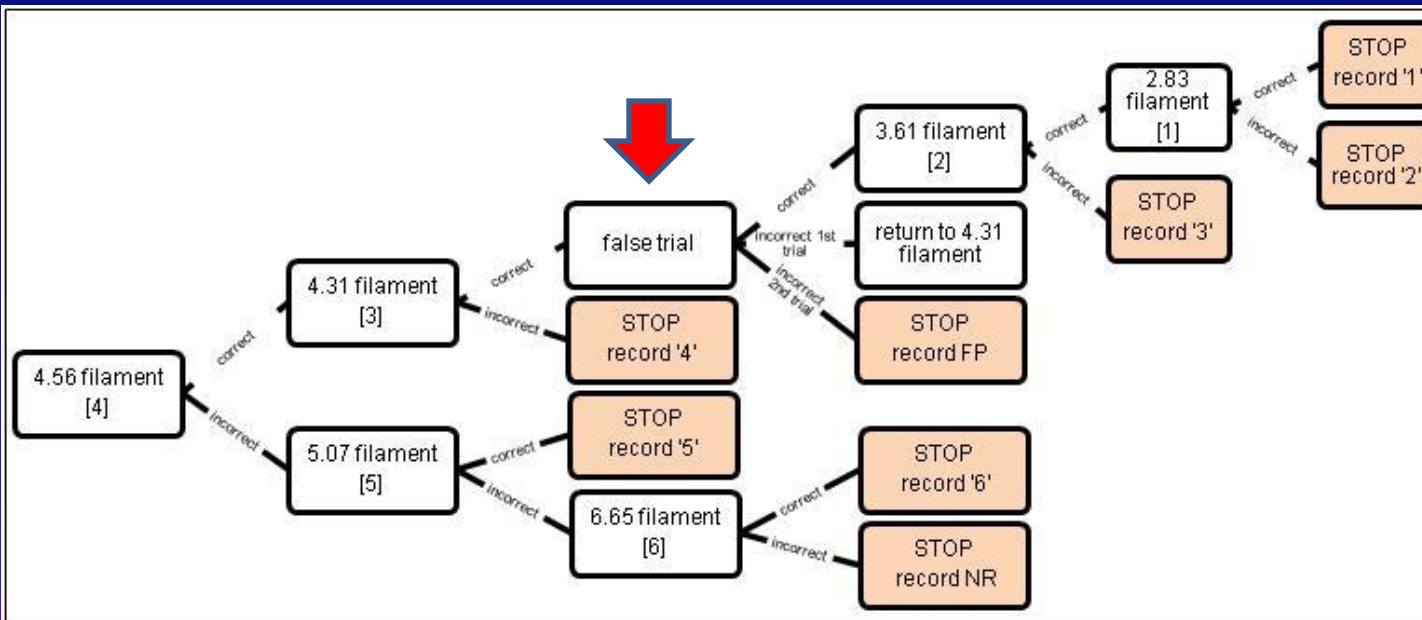 4.56 filament
[4]
correct
incorrect
4.31 filament
[3]
correct
incorrect
5.07 filament
[5]
correct
incorrect
false trial
correct
incorrect 1st
trial
incorrect
2nd trial
STOP
record '4'
STOP
record '5'
6.65 filament
[6]
correct
incorrect
3.61 filament
[2]
correct
incorrect
return to 4.31
filament
STOP
record FP
STOP
record '6'
STOP
record NR
2.83
filament
[1]
correct
incorrect
STOP
record '3'
STOP
record '1'
STOP
record '2'